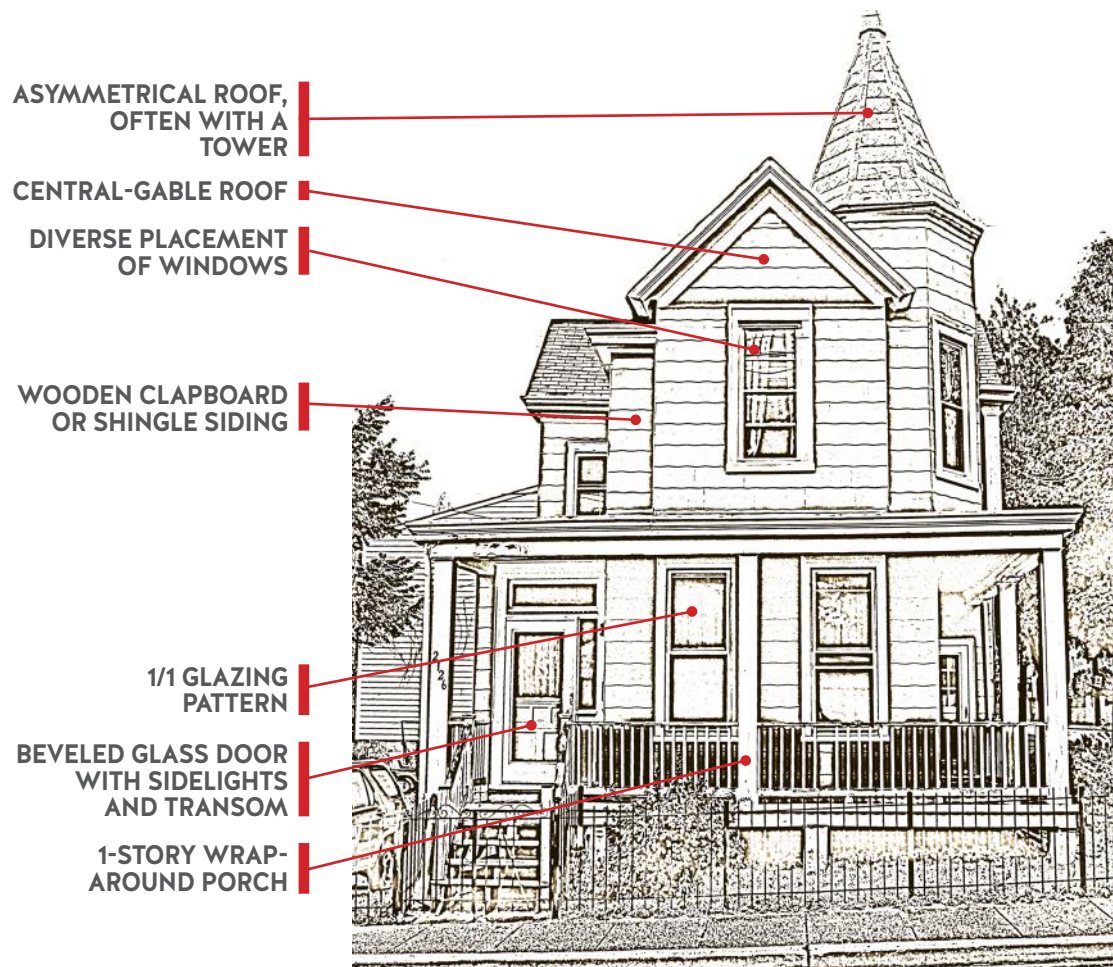 ASYMMETRICAL ROOF,
OFTEN WITH A
TOWER
CENTRAL-GABLE ROOF
DIVERSE PLACEMENT
OF WINDOWS
WOODEN CLAPBOARD
OR SHINGLE SIDING
2126
1/1 GLAZING
PATTERN
BEVELED GLASS DOOR
WITH SIDELIGHTS
AND TRANSOM
1-STORY WRAP-
AROUND PORCH